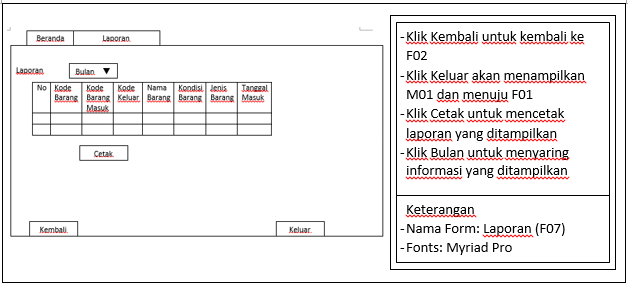 Beranda Laporan
Laporan Bulan ▼
No Kode Barang Kode Barang Masuk Kode Keluar Nama Barang Kondisi Barang Jenis Barang Tanggal Masuk
Cetak
Kembali Keluar
-Klik Kembali untuk kembali ke
F02
-Klik Keluar akan menampilkan
M01 dan menuju F01
-Klik Cetak untuk mencetak
laporan yang ditampilkan
-Klik Bulan untuk menyaring
informasi yang ditampilkan
Keterangan
-Nama Form: Laporan (F07)
-Fonts: Myriad Pro